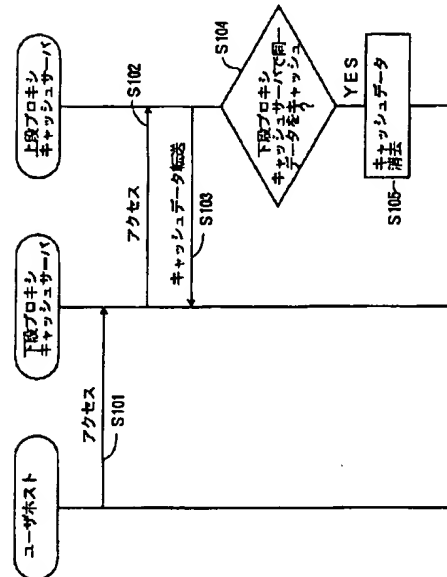 ユーザホスト
下段プロキシ
キャッシュサーバ
上段プロキシ
キャッシュサーバ
アクセス
S101
アクセス
S102
キャッシュデータ転送
S103
下段プロキシ
キャッシュサーバで同一
データをキャッシュ
?
S104
YES
キャッシュデータ
消去
S105